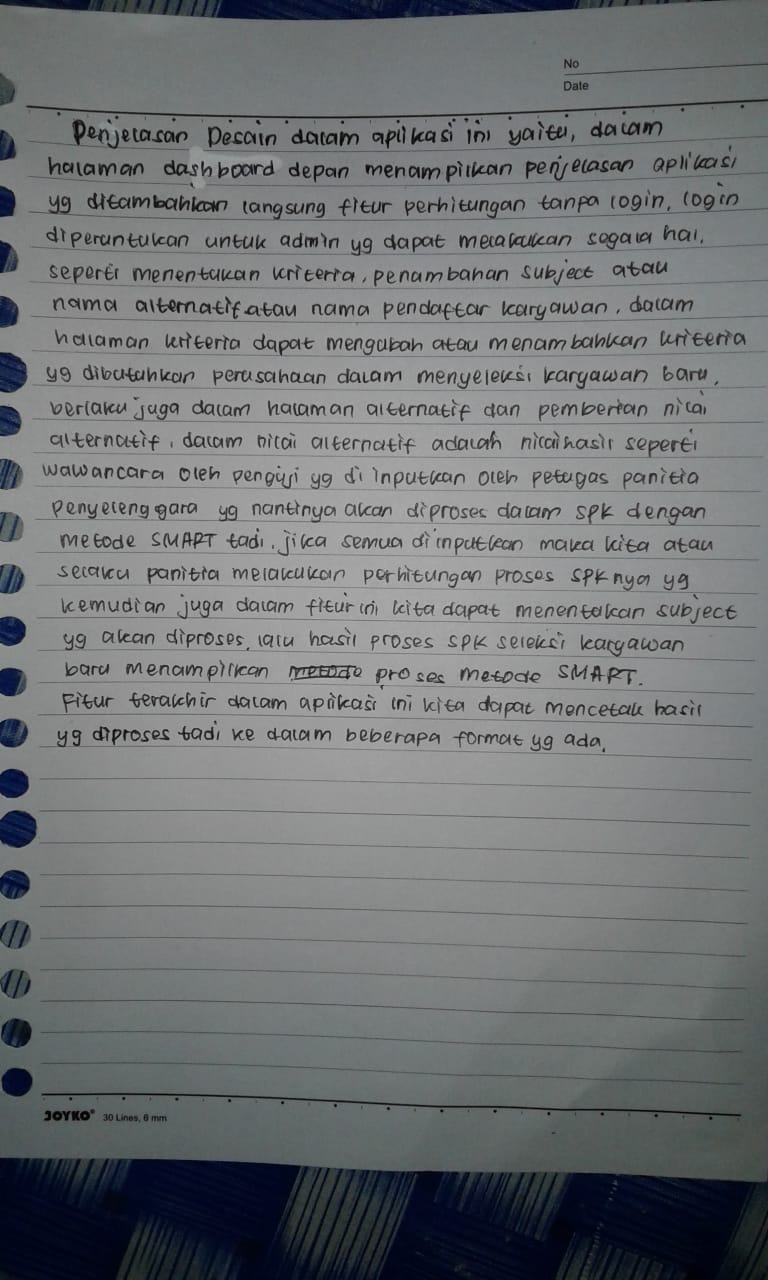 No
Date
Penjelasan Desain dalam aplikasi ini yaitu, dalam
halaman dashboard depan menampilkan penjelasan aplikasi
yg ditambahkan langsung fitur perhitungan tanpa login, login
diperuntukan untuk admin yg dapat melakukan segala hal,
seperti menentukan kriteria, penambahan subject atau
nama alternatif atau nama pendaftar karyawan, dalam
halaman kriteria dapat mengubah atau menambahkan kriteria
yg dibutuhkan perusahaan dalam menyeleksi karyawan baru,
berlaku juga dalam halaman alternatif dan pemberian nilai
alternatif, dalam nilai alternatif adalah nilai hasil seperti
wawancara oleh penguji yg di inputkan oleh petugas panitia
penyelenggara yg nantinya akan diproses dalam SPK dengan
metode SMART tadi, jika semua di inputkan maka kita atau
selaku panitia melakukan perhitungan proses SPK nya yg
kemudian juga dalam fitur ini kita dapat menentukan subject
yg akan diproses, lalu hasil proses SPK seleksi karyawan
baru menampilkan metode proses metode SMART.
Fitur terakhir dalam aplikasi ini kita dapat mencetak hasil
yg diproses tadi ke dalam beberapa format yg ada,
JOYKO® 30 Lines, 6 mm